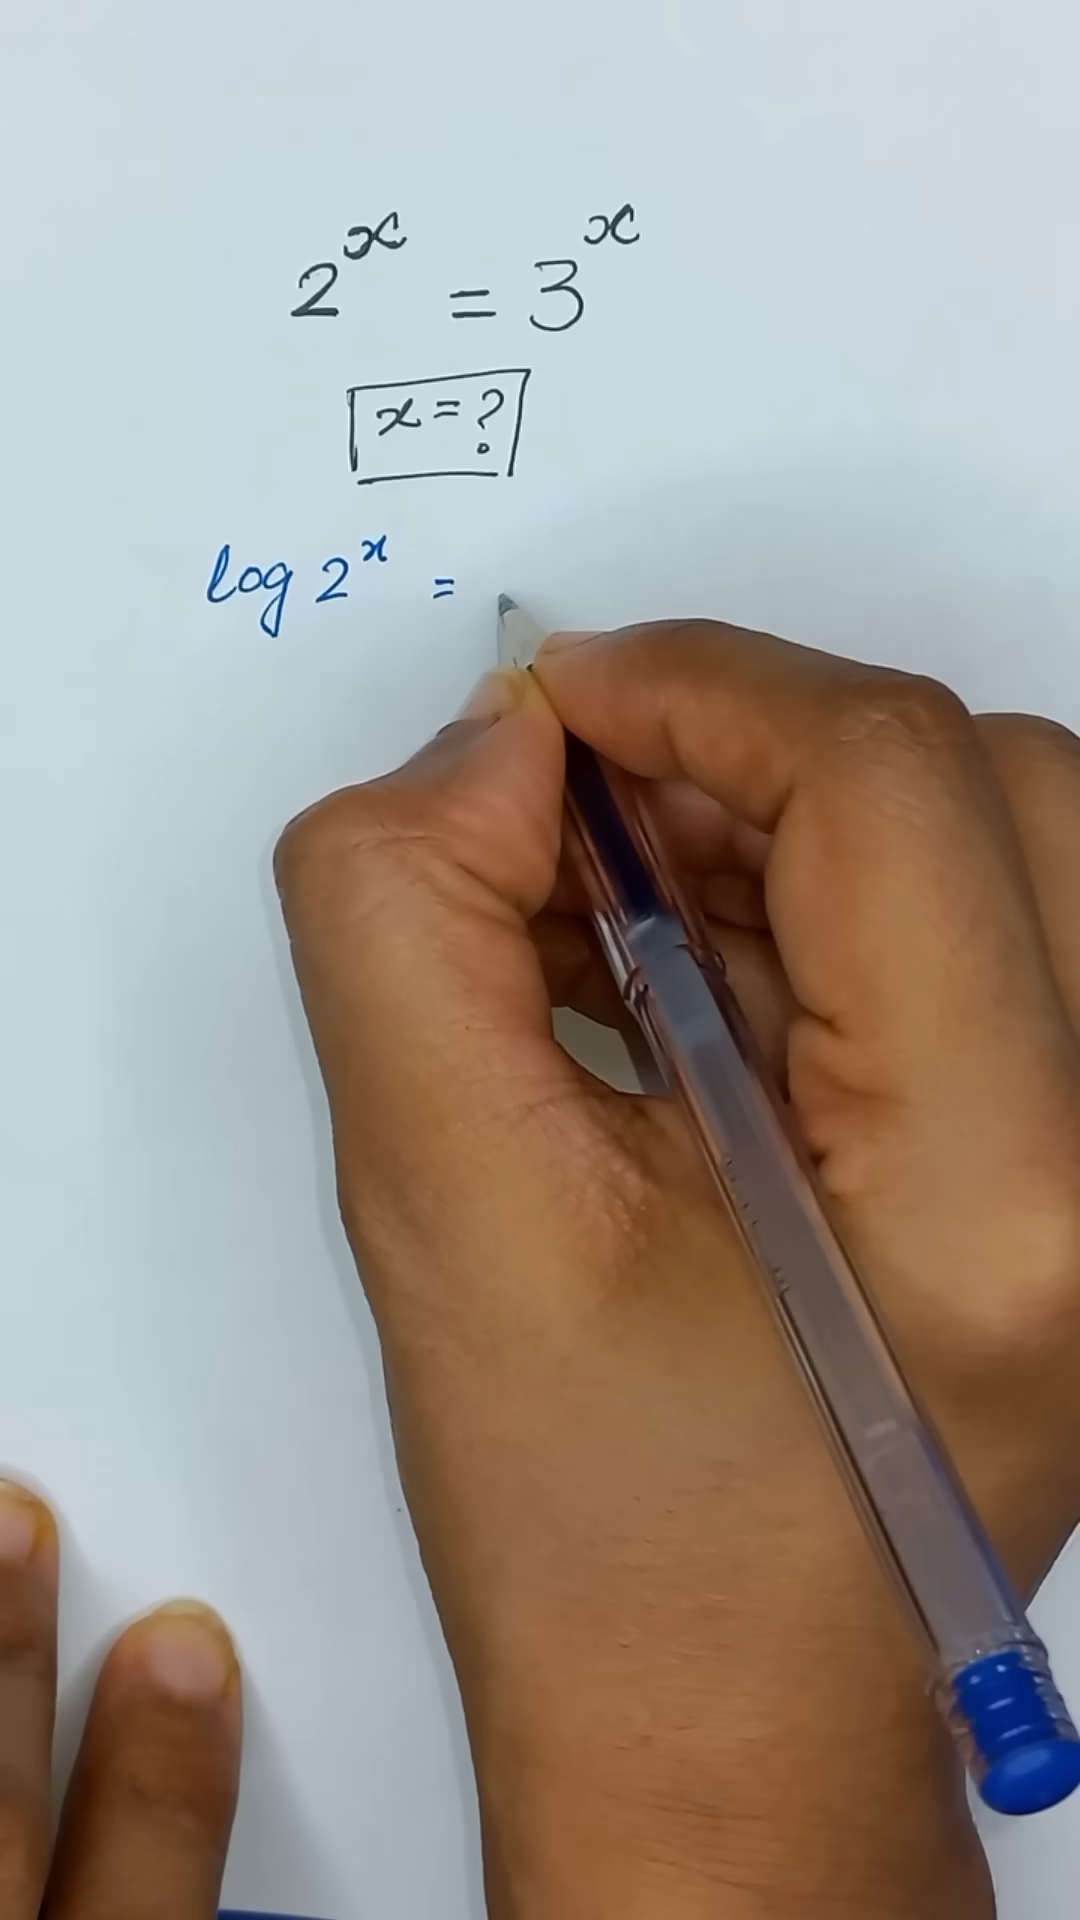 2^x = 3^x
x = ?
log 2^x =